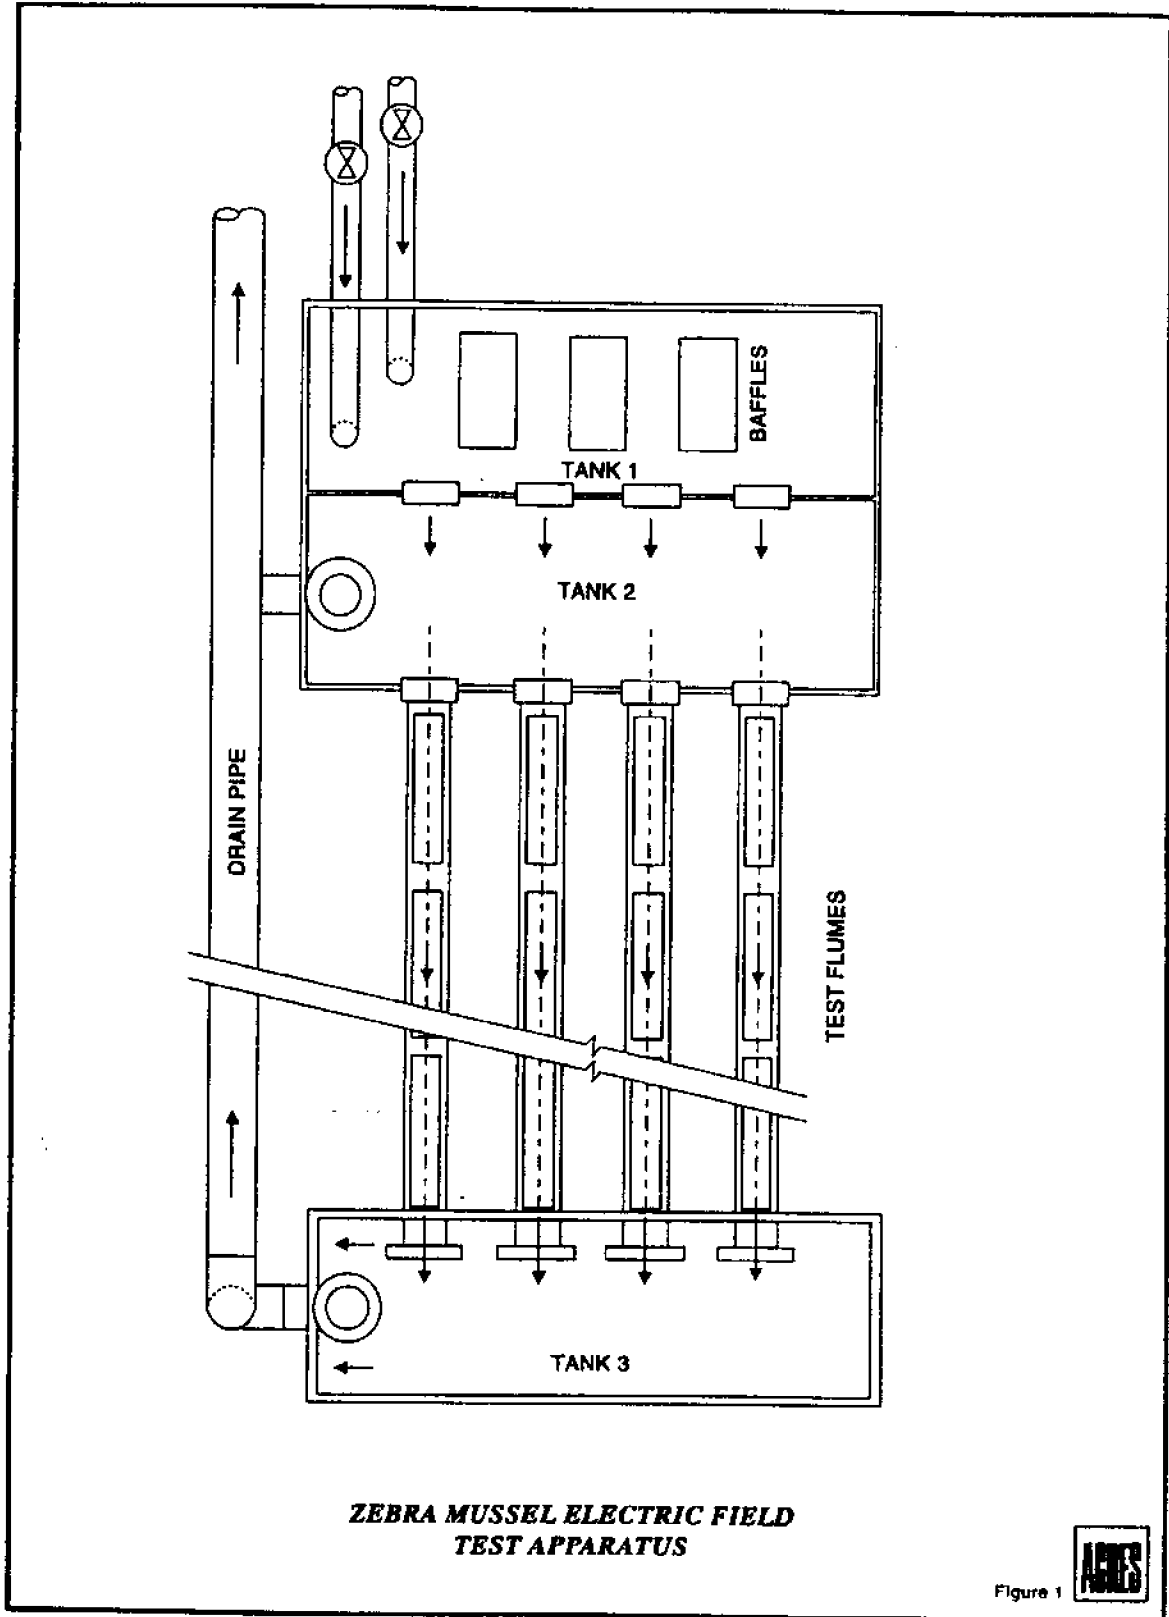 BAFFLES
TANK 1
TANK 2
DRAIN PIPE
TEST FLUMES
TANK 3
ZEBRA MUSSEL ELECTRIC FIELD
TEST APPARATUS
Figure 1
ACRES